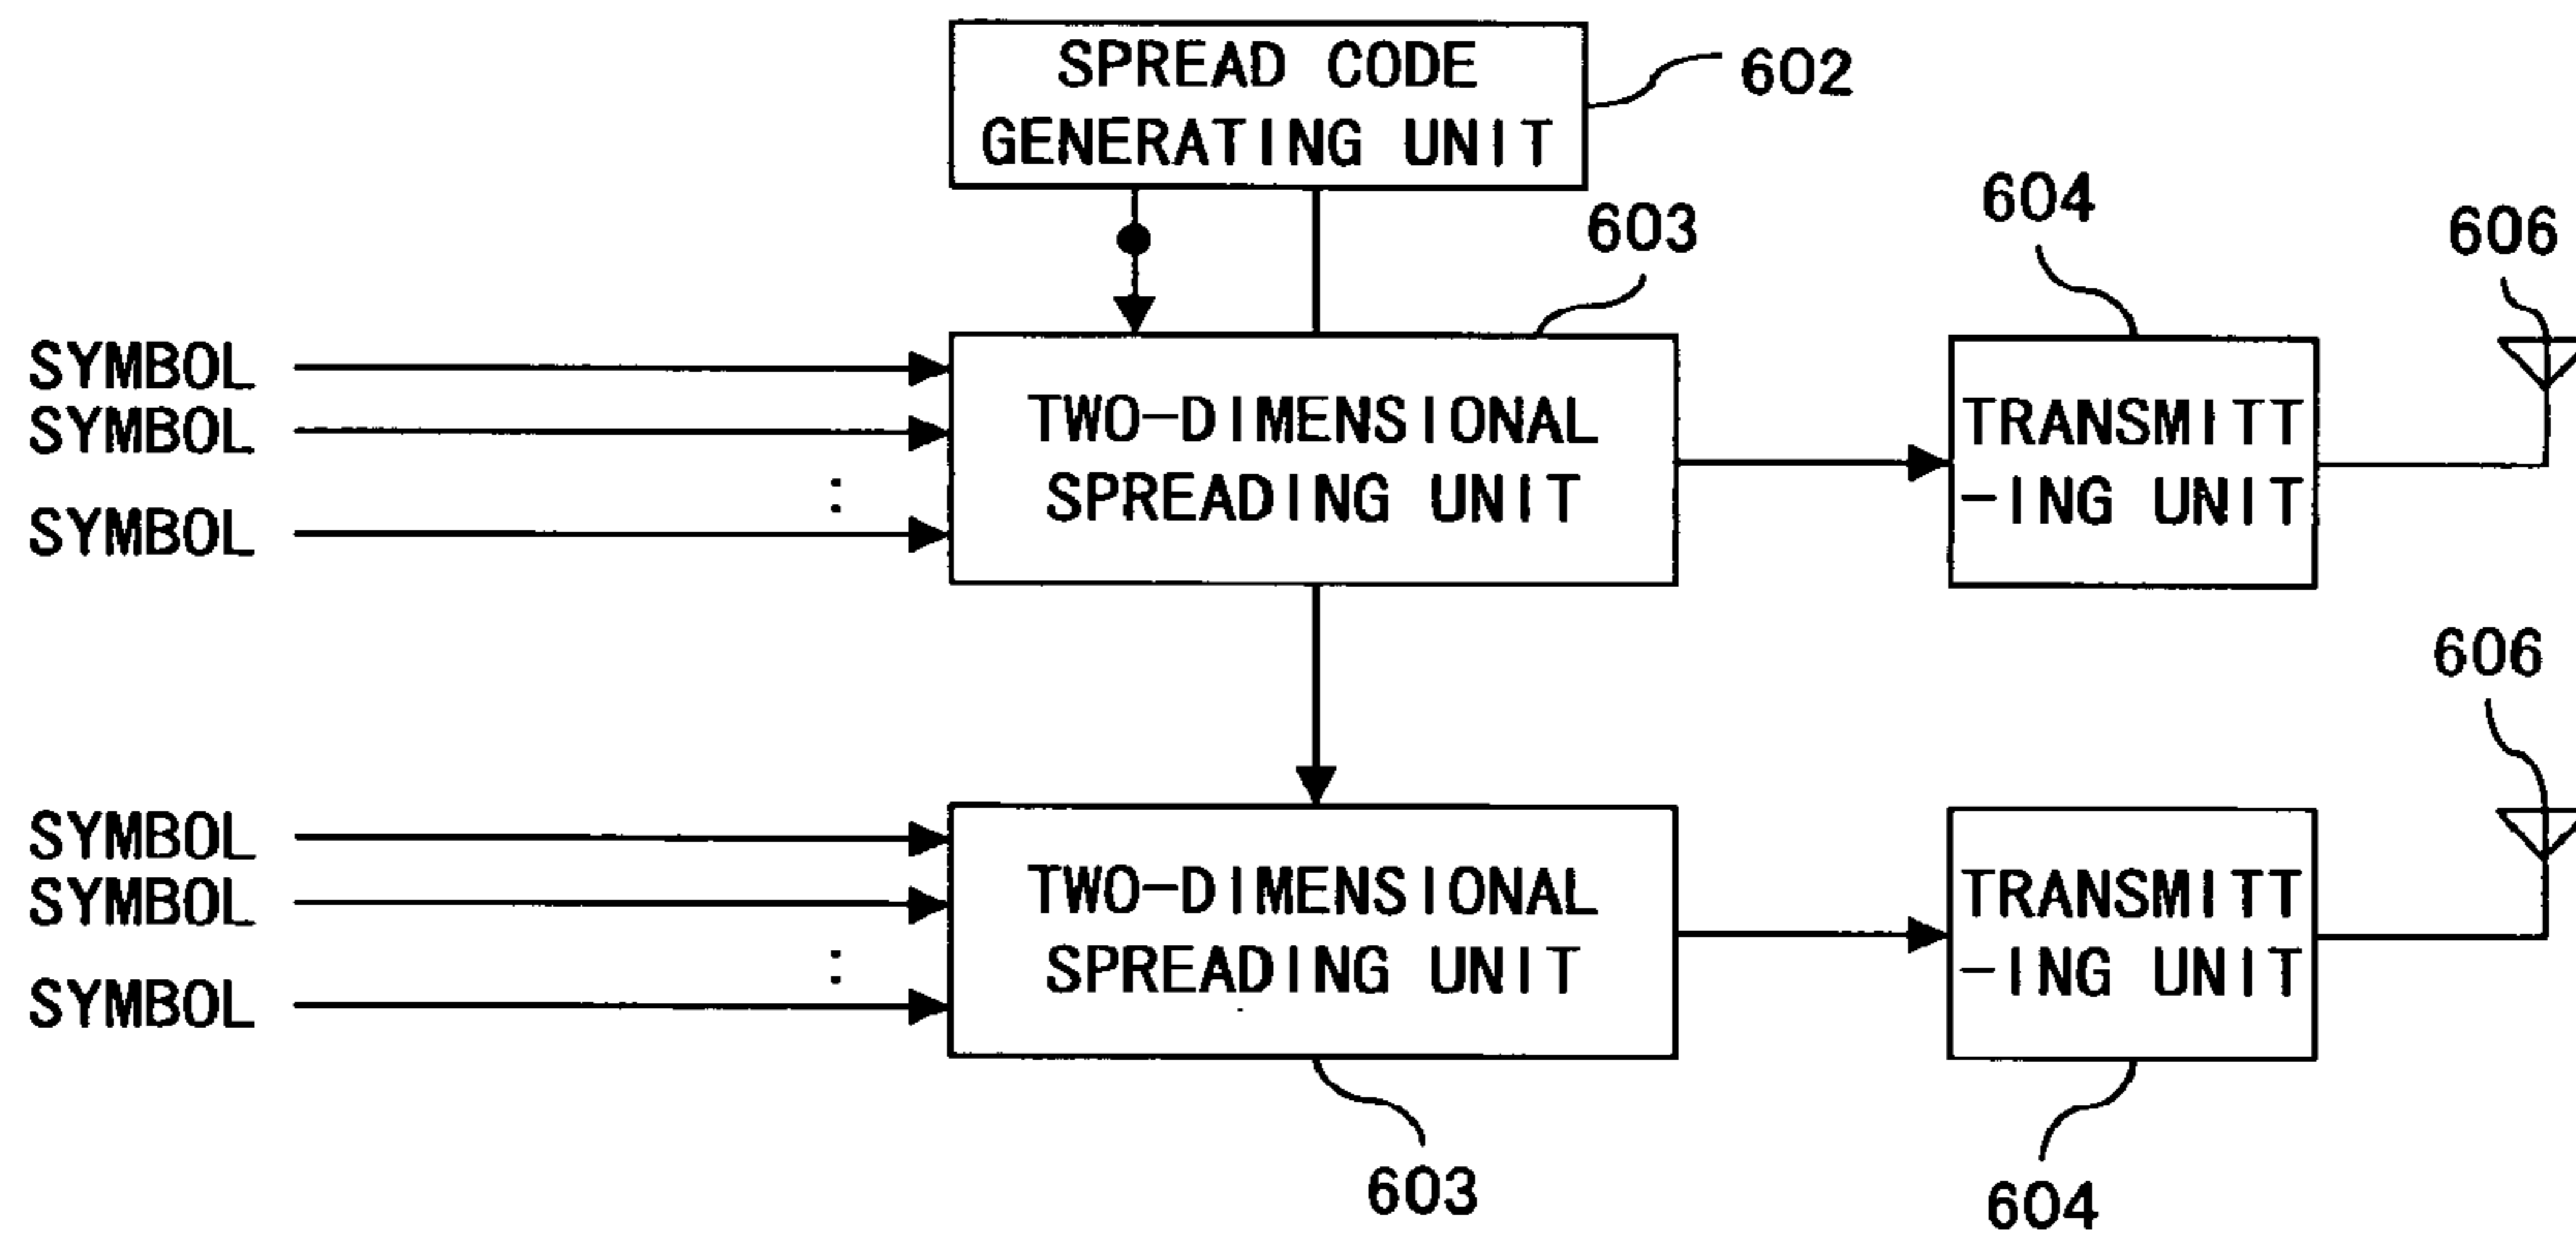 SPREAD CODE
GENERATING UNIT
602
603
604
606
SYMBOL
SYMBOL
:
SYMBOL
TWO-DIMENSIONAL
SPREADING UNIT
TRANSMITT
-ING UNIT
606
SYMBOL
SYMBOL
:
SYMBOL
TWO-DIMENSIONAL
SPREADING UNIT
TRANSMITT
-ING UNIT
603
604